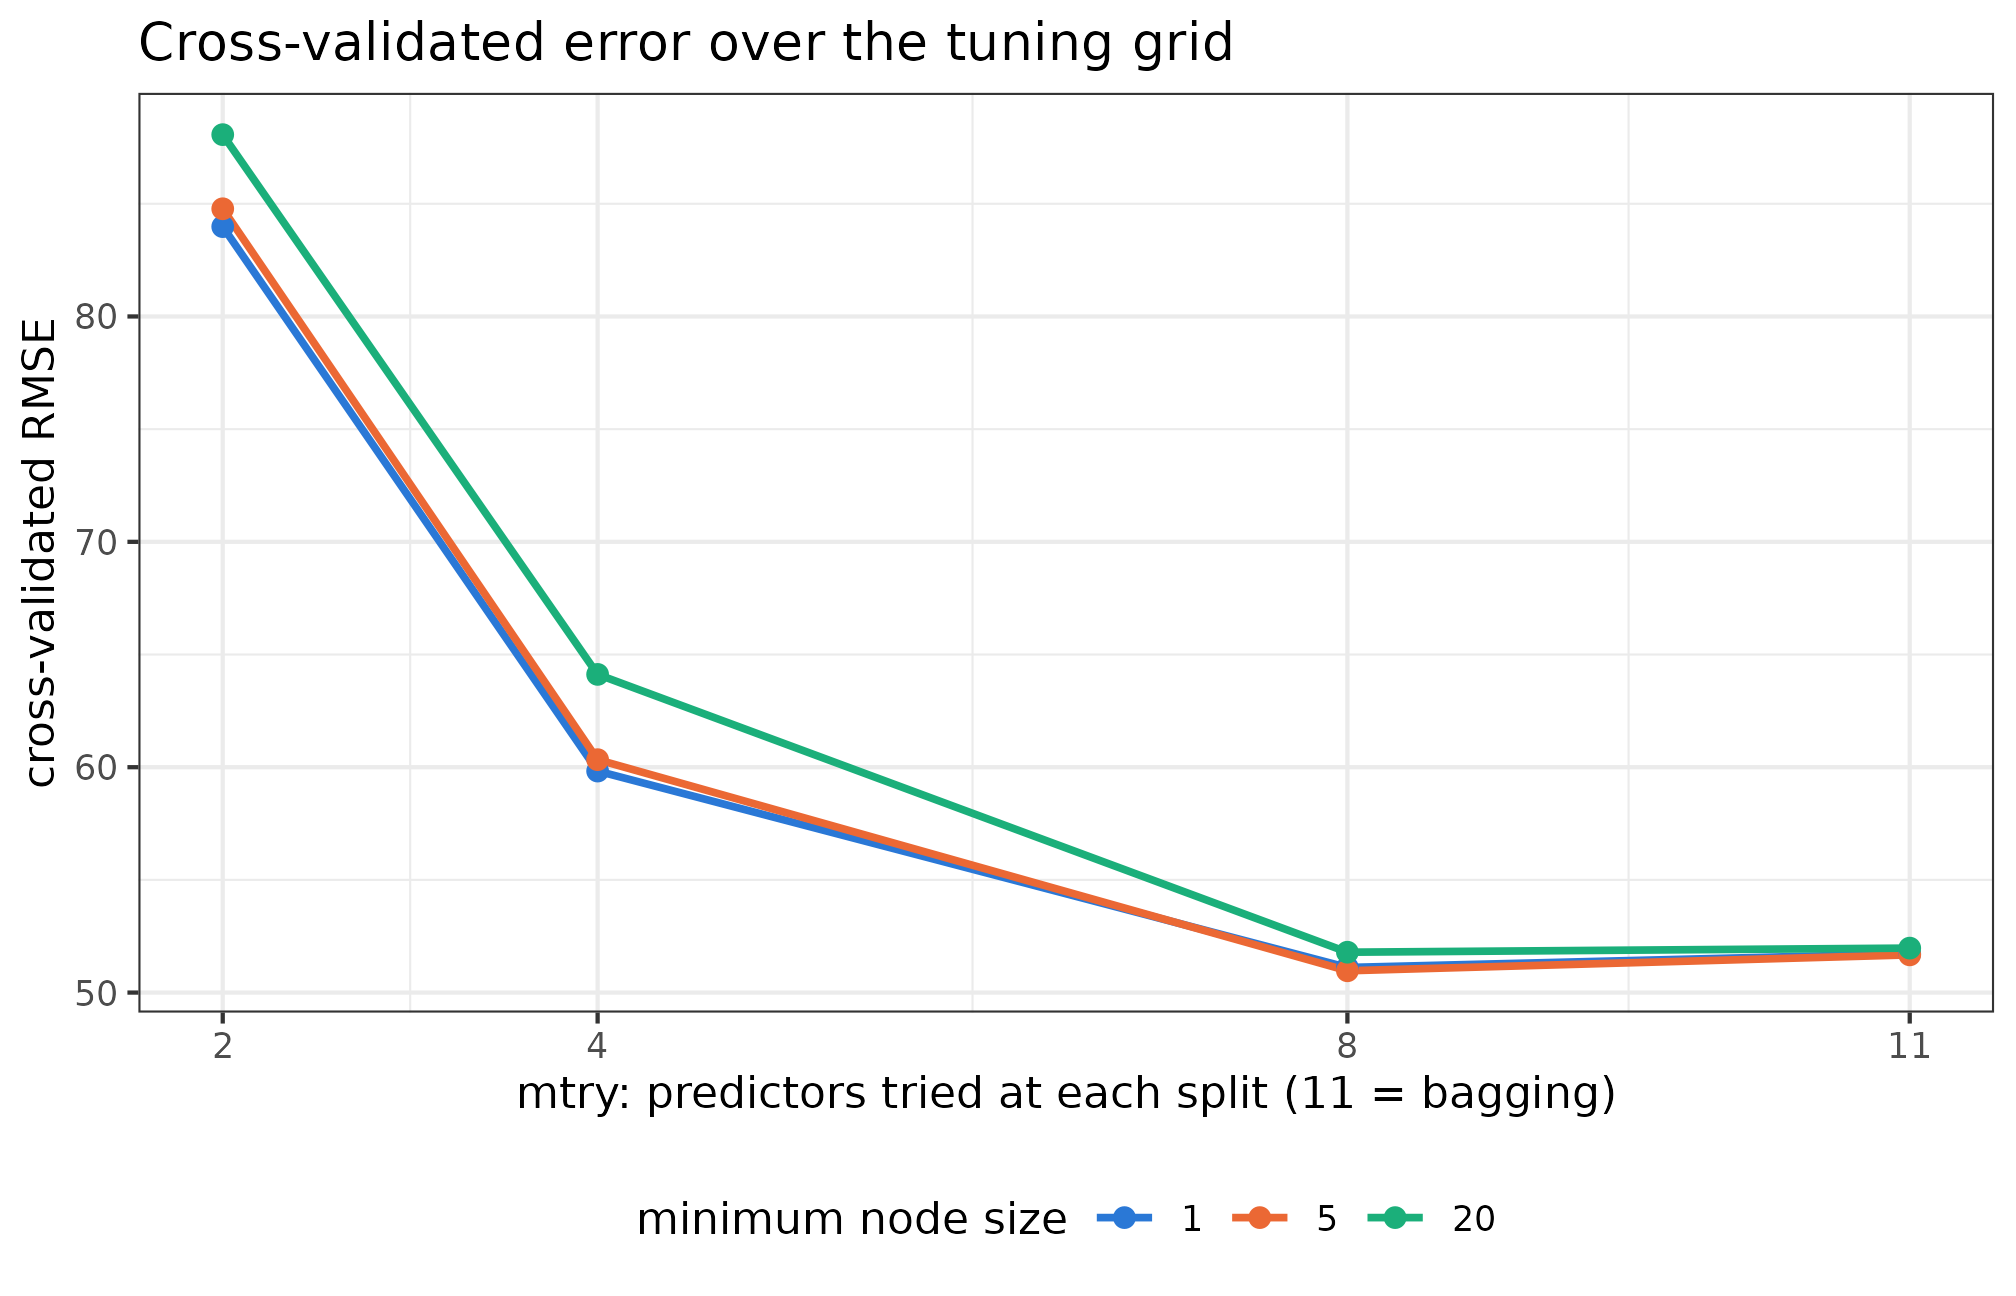 Cross-validated error over the tuning grid
cross-validated RMSE
80
70
60
50
2 4 8 11
mtry: predictors tried at each split (11 = bagging)
minimum node size 1 5 20